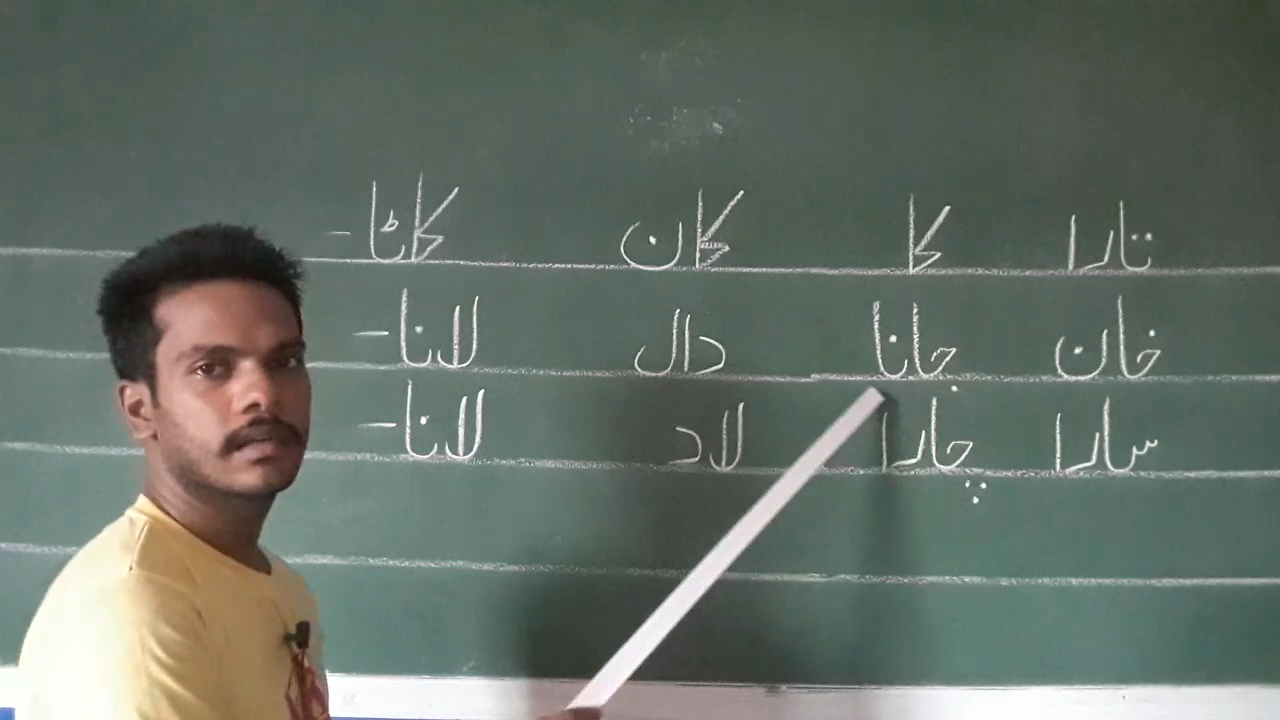 تارا کا کان کاٹا -
خان جانا دال لانا -
سارا چارا لاد لانا -